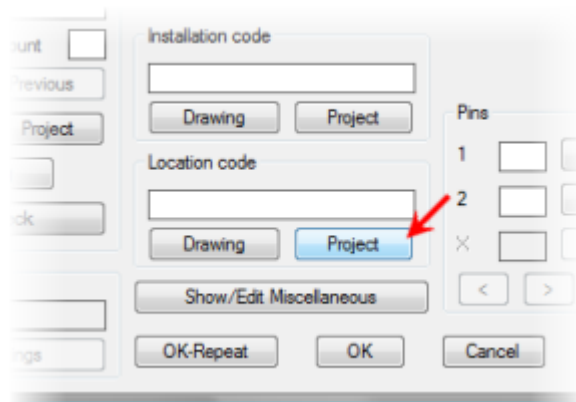 Installation code
Drawing
Project
Location code
Drawing
Project
Show/Edit Miscellaneous
OK-Repeat
OK
Cancel
Previous
Project
Pins
1
2
X
<
>